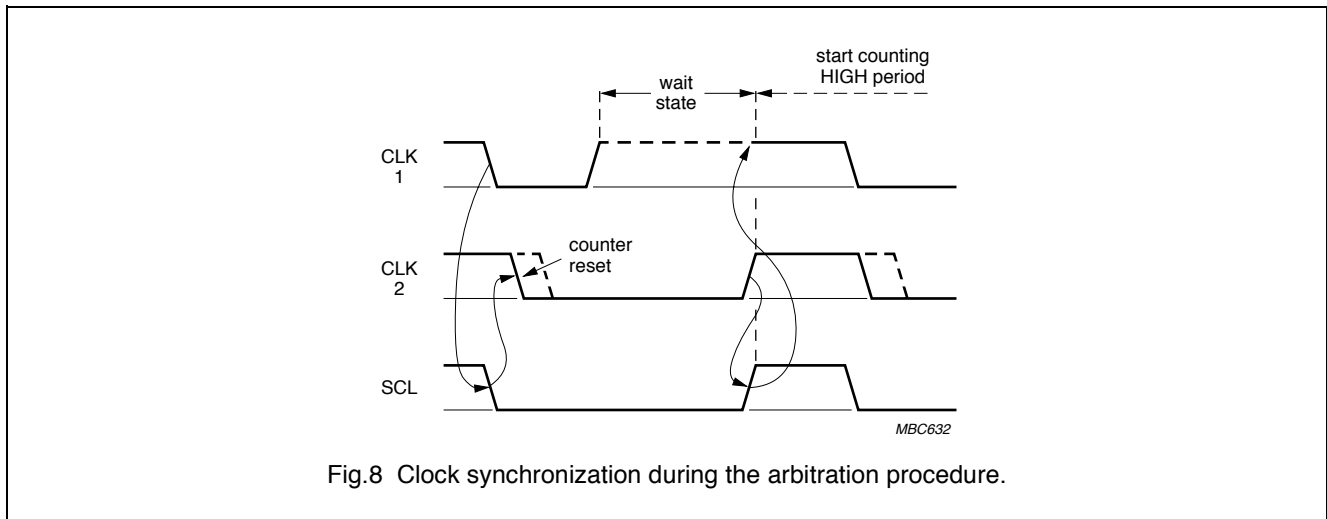 start counting
HIGH period
wait
state
CLK
1
counter
reset
CLK
2
SCL
MBC632
Fig.8 Clock synchronization during the arbitration procedure.